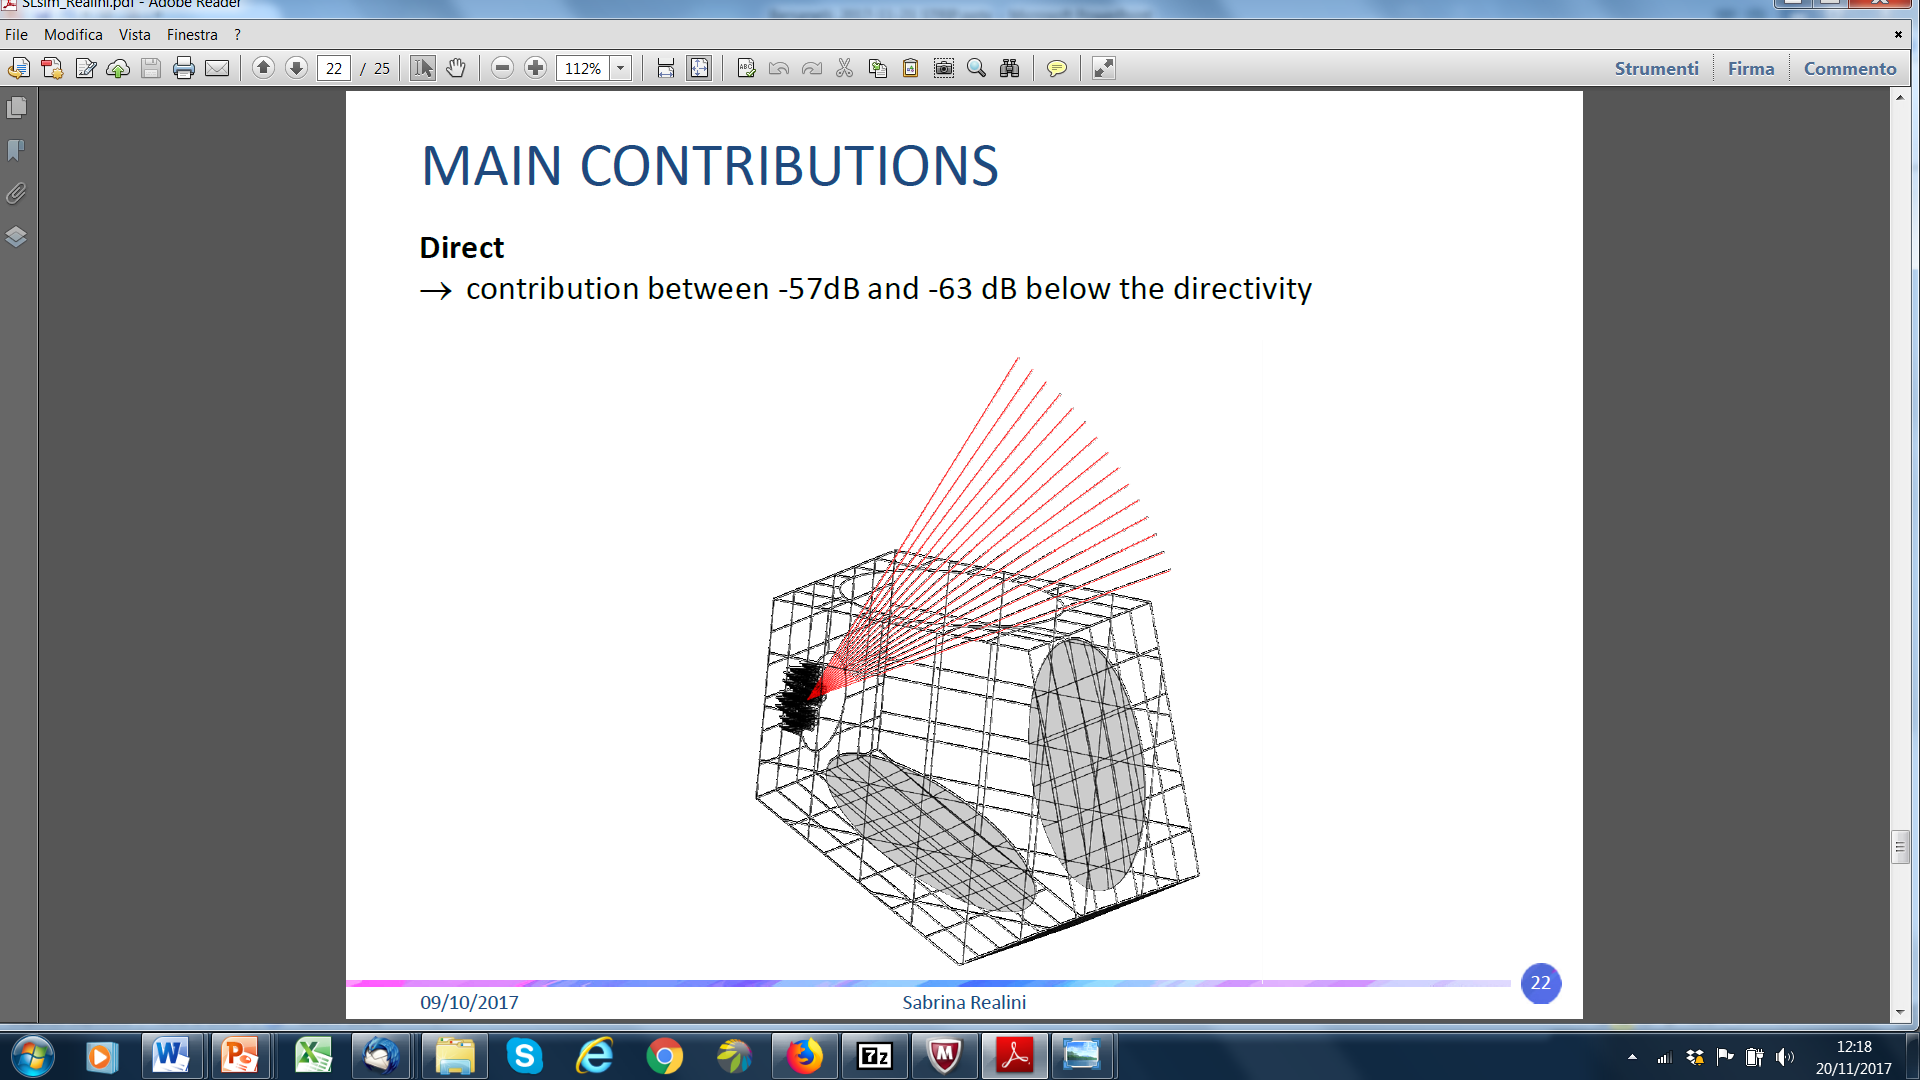 SLsim_Realini.pdf - Adobe Reader
File Modifica Vista Finestra ?
22 / 25 112% Strumenti Firma Commento
MAIN CONTRIBUTIONS
Direct
→ contribution between -57dB and -63 dB below the directivity
22
09/10/2017 Sabrina Realini
12:18
20/11/2017